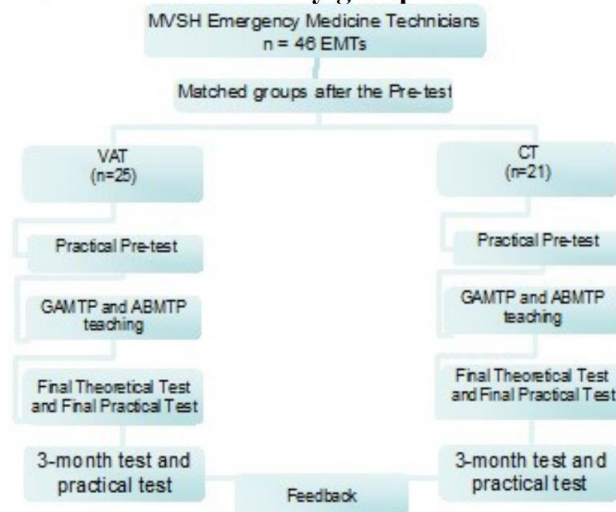 MVSH Emergency Medicine Technicians
n = 46 EMTs
Matched groups after the Pre-test
VAT
(n=25)
Practical Pre-test
GAMTP and ABMTP
teaching
Final Theoretical Test
and Final Practical Test
3-month test and
practical test
CT
(n=21)
Practical Pre-test
GAMTP and ABMTP
teaching
Final Theoretical Test
and Final Practical Test
3-month test and
practical test
Feedback